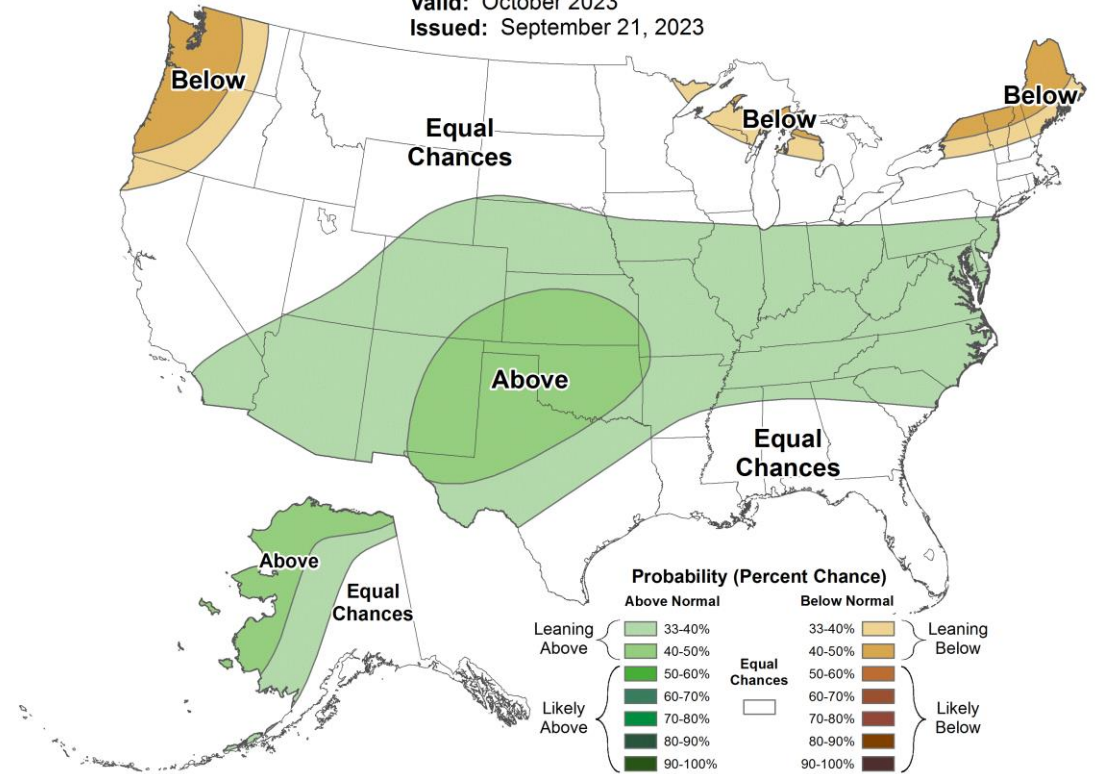 Valid: October 2023
Issued: September 21, 2023
Below
Equal
Chances
Below
Below
Above
Equal
Chances
Above
Equal
Chances
Probability (Percent Chance)
Above Normal
Below Normal
Leaning
Above
33-40%
40-50%
Likely
Above
50-60%
60-70%
70-80%
80-90%
90-100%
Equal
Chances
33-40%
40-50%
Leaning
Below
50-60%
60-70%
70-80%
80-90%
90-100%
Likely
Below